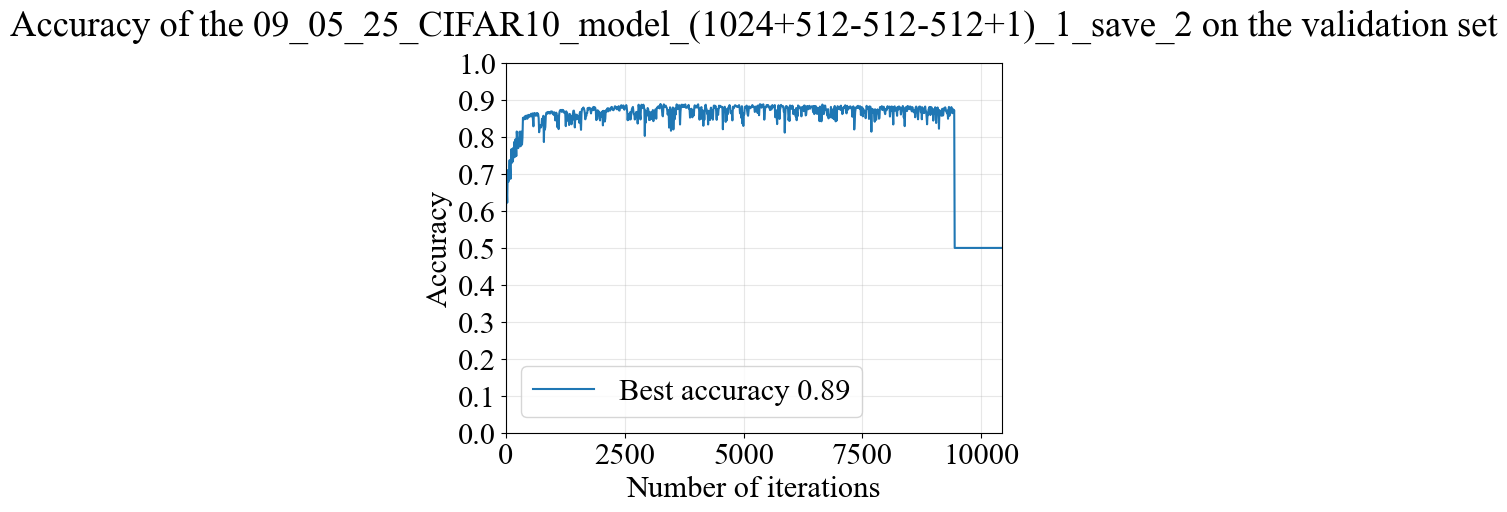 Accuracy of the 09_05_25_CIFAR10_model_(1024+512-512-512+1)_1_save_2 on the validation set
1.0
0.9
0.8
0.7
0.6
0.5
0.4
0.3
0.2
0.1
0.0
Accuracy
Best accuracy 0.89
0 2500 5000 7500 10000
Number of iterations